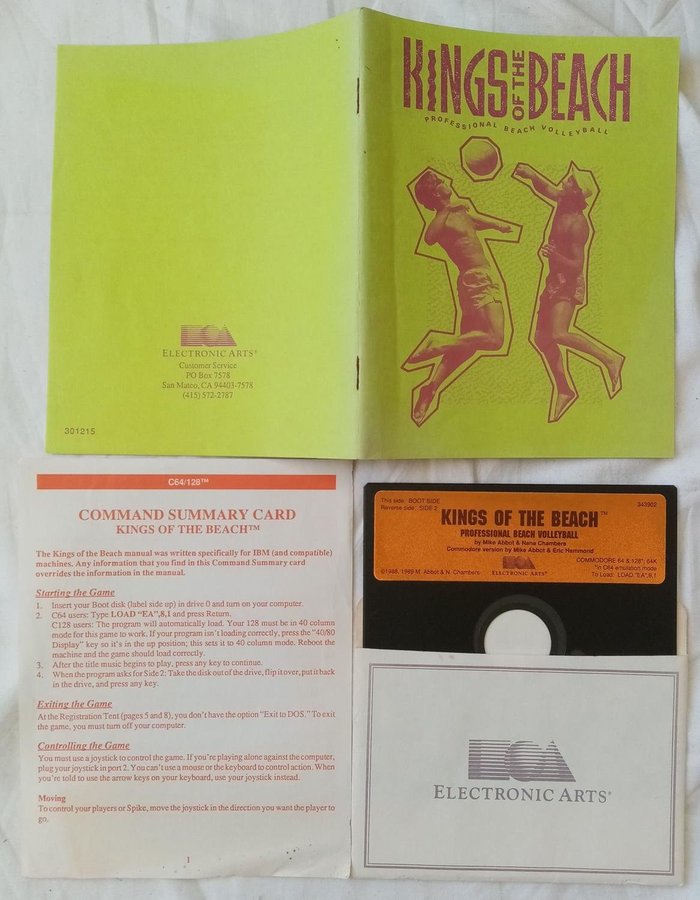 KINGS OF THE BEACH
PROFESSIONAL BEACH VOLLEYBALL
ELECTRONIC ARTS®
Customer Service
PO Box 7578
San Mateo, CA 94403-7578
(415) 572-2787
301215
C64/128™
COMMAND SUMMARY CARD
KINGS OF THE BEACH™
The Kings of the Beach manual was written specifically for IBM (and compatible)
machines. Any information that you find in this Command Summary card
overrides the information in the manual.
Starting the Game
1. Insert your Boot disk (label side up) in drive 0 and turn on your computer.
2. C64 users: Type LOAD "EA",8,1 and press Return.
C128 users: The program will automatically load. Your 128 must be in 40 column
mode for this game to work. If your program isn't loading correctly, press the "40/80
Display" key so it's in the up position; this sets it to 40 column mode. Reboot the
machine and the game should load correctly.
3. After the title music begins to play, press any key to continue.
4. When the program asks for Side 2: Take the disk out of the drive, flip it over, put it back
in the drive, and press any key.
Exiting the Game
At the Registration Tent (pages 5 and 8), you don't have the option "Exit to DOS." To exit
the game, you must turn off your computer.
Controlling the Game
You must use a joystick to control the game. If you're playing alone against the computer,
plug your joystick in port 2. You can't use a mouse or the keyboard to control action. When
you're told to use the arrow keys on your keyboard, use your joystick instead.
Moving
To control your players or Spike, move the joystick in the direction you want the player to
go.
1
This side: BOOT SIDE
Reverse side: SIDE 2
343902
KINGS OF THE BEACH™
PROFESSIONAL BEACH VOLLEYBALL
by Mike Abbot & Nana Chambers
Commodore version by Mike Abbot & Eric Hammond
COMMODORE 64 & 128*; 64K
*in C64 emulation mode
To Load: LOAD "EA",8,1
©1988, 1989 M. Abbot & N. Chambers
ELECTRONIC ARTS®
ELECTRONIC ARTS®